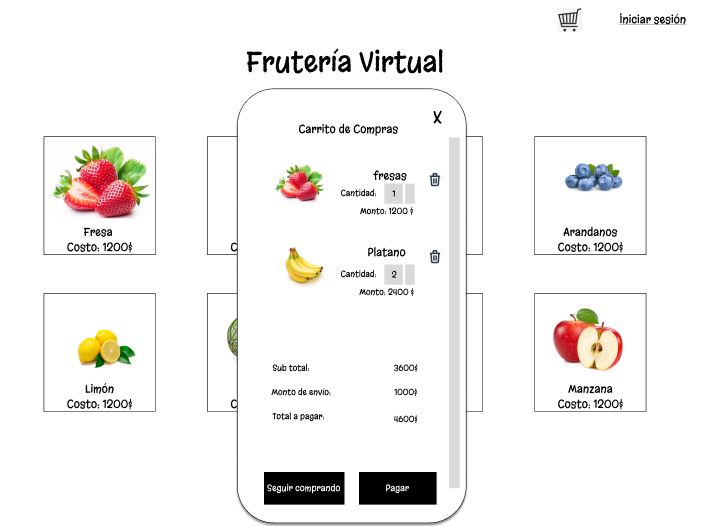 iniciar sesión
Frutería Virtual
X
Carrito de Compras
fresas
Cantidad: 1
Monto: 1200 $
Platano
Cantidad: 2
Monto: 2400 $
Sub total: 3600$
Monto de envío: 1000$
Total a pagar: 4600$
Seguir comprando
Pagar
Fresa
Costo: 1200$
C
Arandanos
Costo: 1200$
Limón
Costo: 1200$
C
Manzana
Costo: 1200$